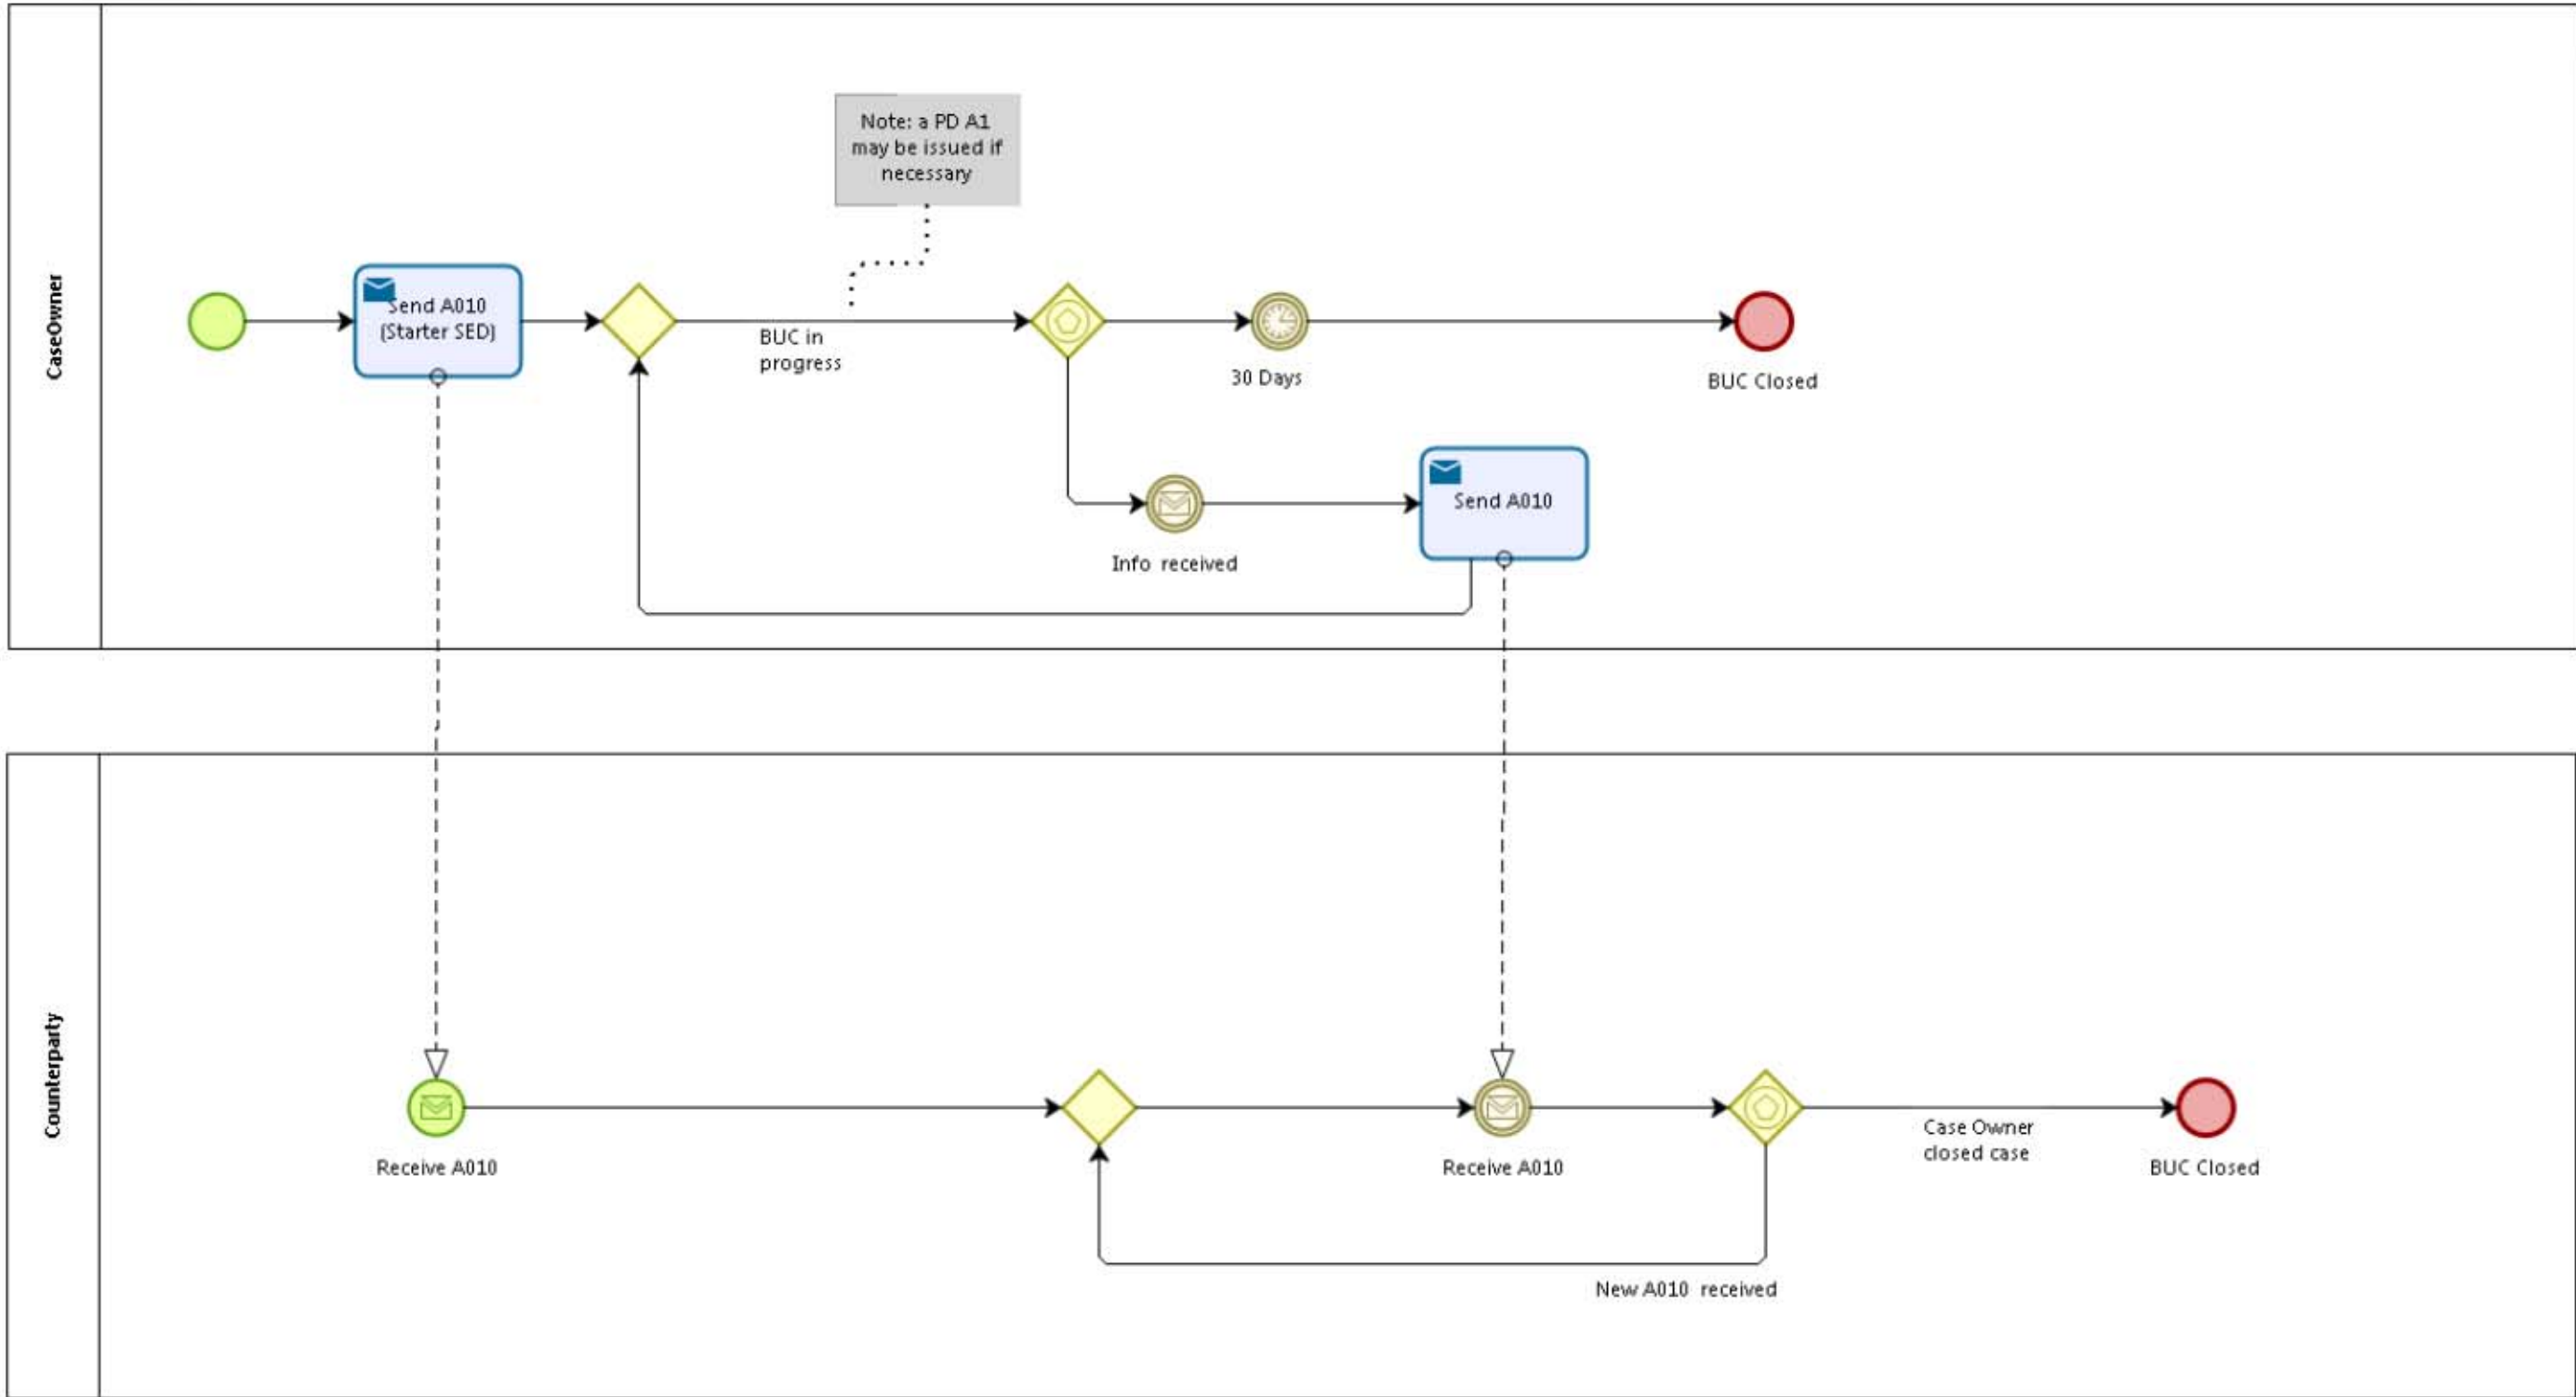 CaseOwner
Note: a PD A1
may be issued if
necessary
Send A010
(Starter SED)
BUC in
progress
30 Days
BUC Closed
Send A010
Info received
Counterparty
Receive A010
Receive A010
Case Owner
closed case
BUC Closed
New A010 received